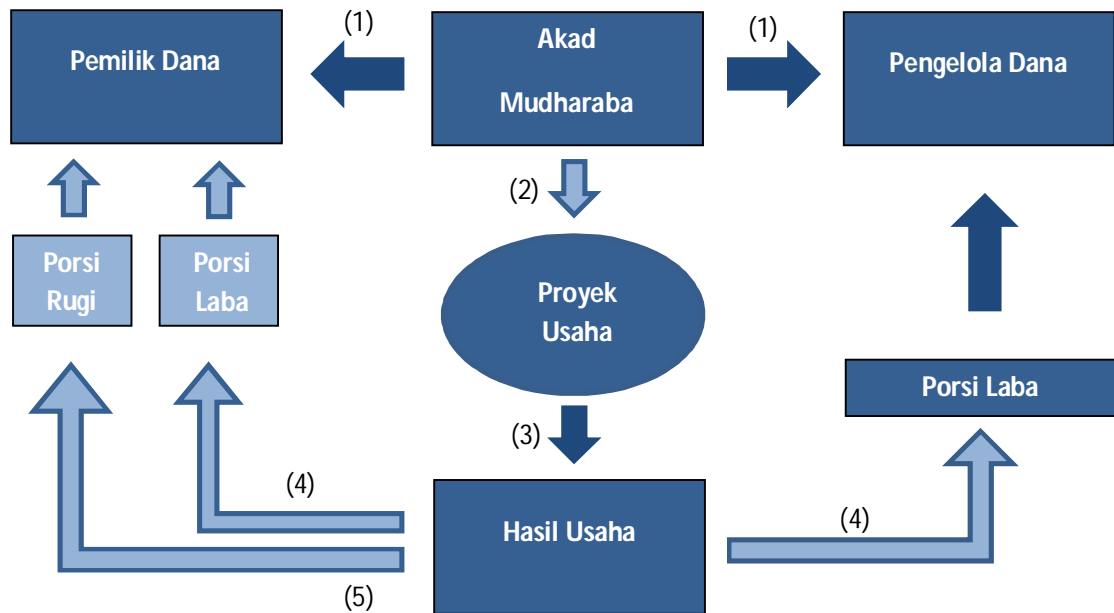 (1)
(1)
Pemilik Dana
Akad
Mudharaba
Pengelola Dana
(2)
Porsi
Rugi
Porsi
Laba
Proyek
Usaha
Porsi Laba
(3)
(4)
Hasil Usaha
(4)
(5)